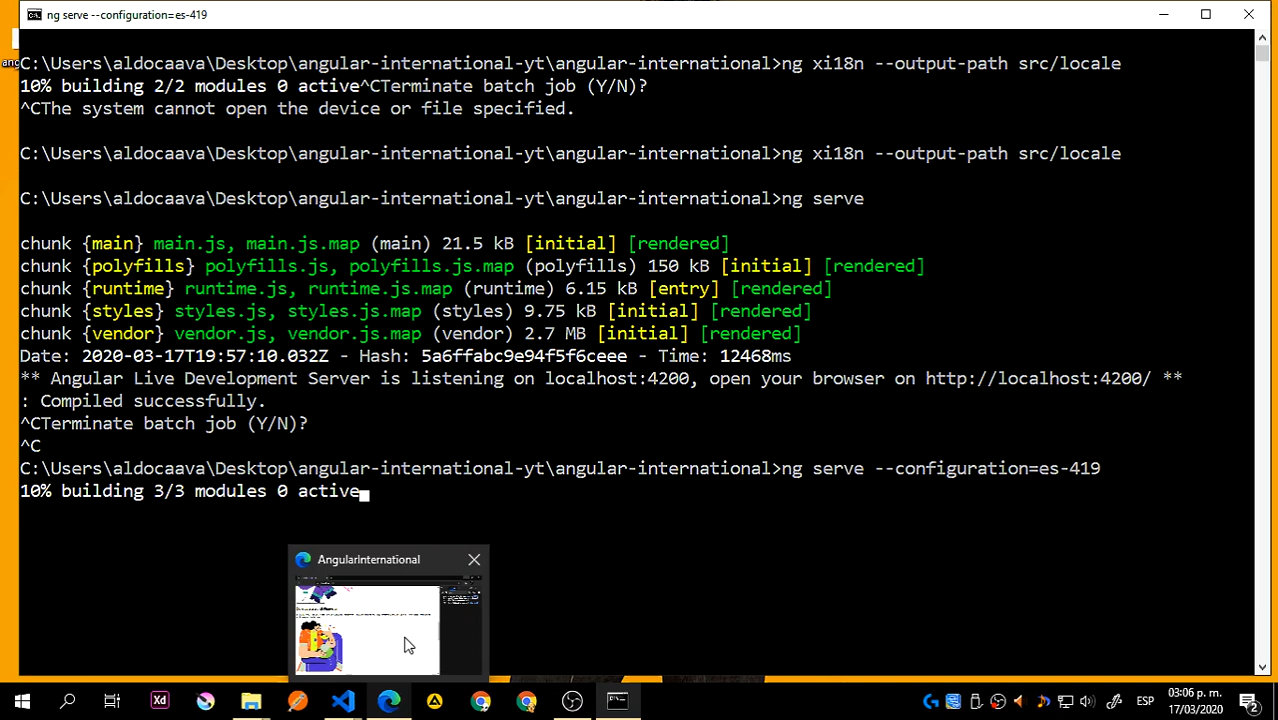 ng serve --configuration=es-419
C:\Users\aldocaava\Desktop\angular-international-yt\angular-international>ng xi18n --output-path src/locale
10% building 2/2 modules 0 active^CTerminate batch job (Y/N)?
^CThe system cannot open the device or file specified.
C:\Users\aldocaava\Desktop\angular-international-yt\angular-international>ng xi18n --output-path src/locale
C:\Users\aldocaava\Desktop\angular-international-yt\angular-international>ng serve
chunk {main} main.js, main.js.map (main) 21.5 kB [initial] [rendered]
chunk {polyfills} polyfills.js, polyfills.js.map (polyfills) 150 kB [initial] [rendered]
chunk {runtime} runtime.js, runtime.js.map (runtime) 6.15 kB [entry] [rendered]
chunk {styles} styles.js, styles.js.map (styles) 9.75 kB [initial] [rendered]
chunk {vendor} vendor.js, vendor.js.map (vendor) 2.7 MB [initial] [rendered]
Date: 2020-03-17T19:57:10.032Z - Hash: 5a6ffabc9e94f5f6ceee - Time: 12468ms
** Angular Live Development Server is listening on localhost:4200, open your browser on http://localhost:4200/ **
: Compiled successfully.
^CTerminate batch job (Y/N)?
^C
C:\Users\aldocaava\Desktop\angular-international-yt\angular-international>ng serve --configuration=es-419
10% building 3/3 modules 0 active
AngularInternational
Xd
ESP
03:06 p. m.
17/03/2020
2